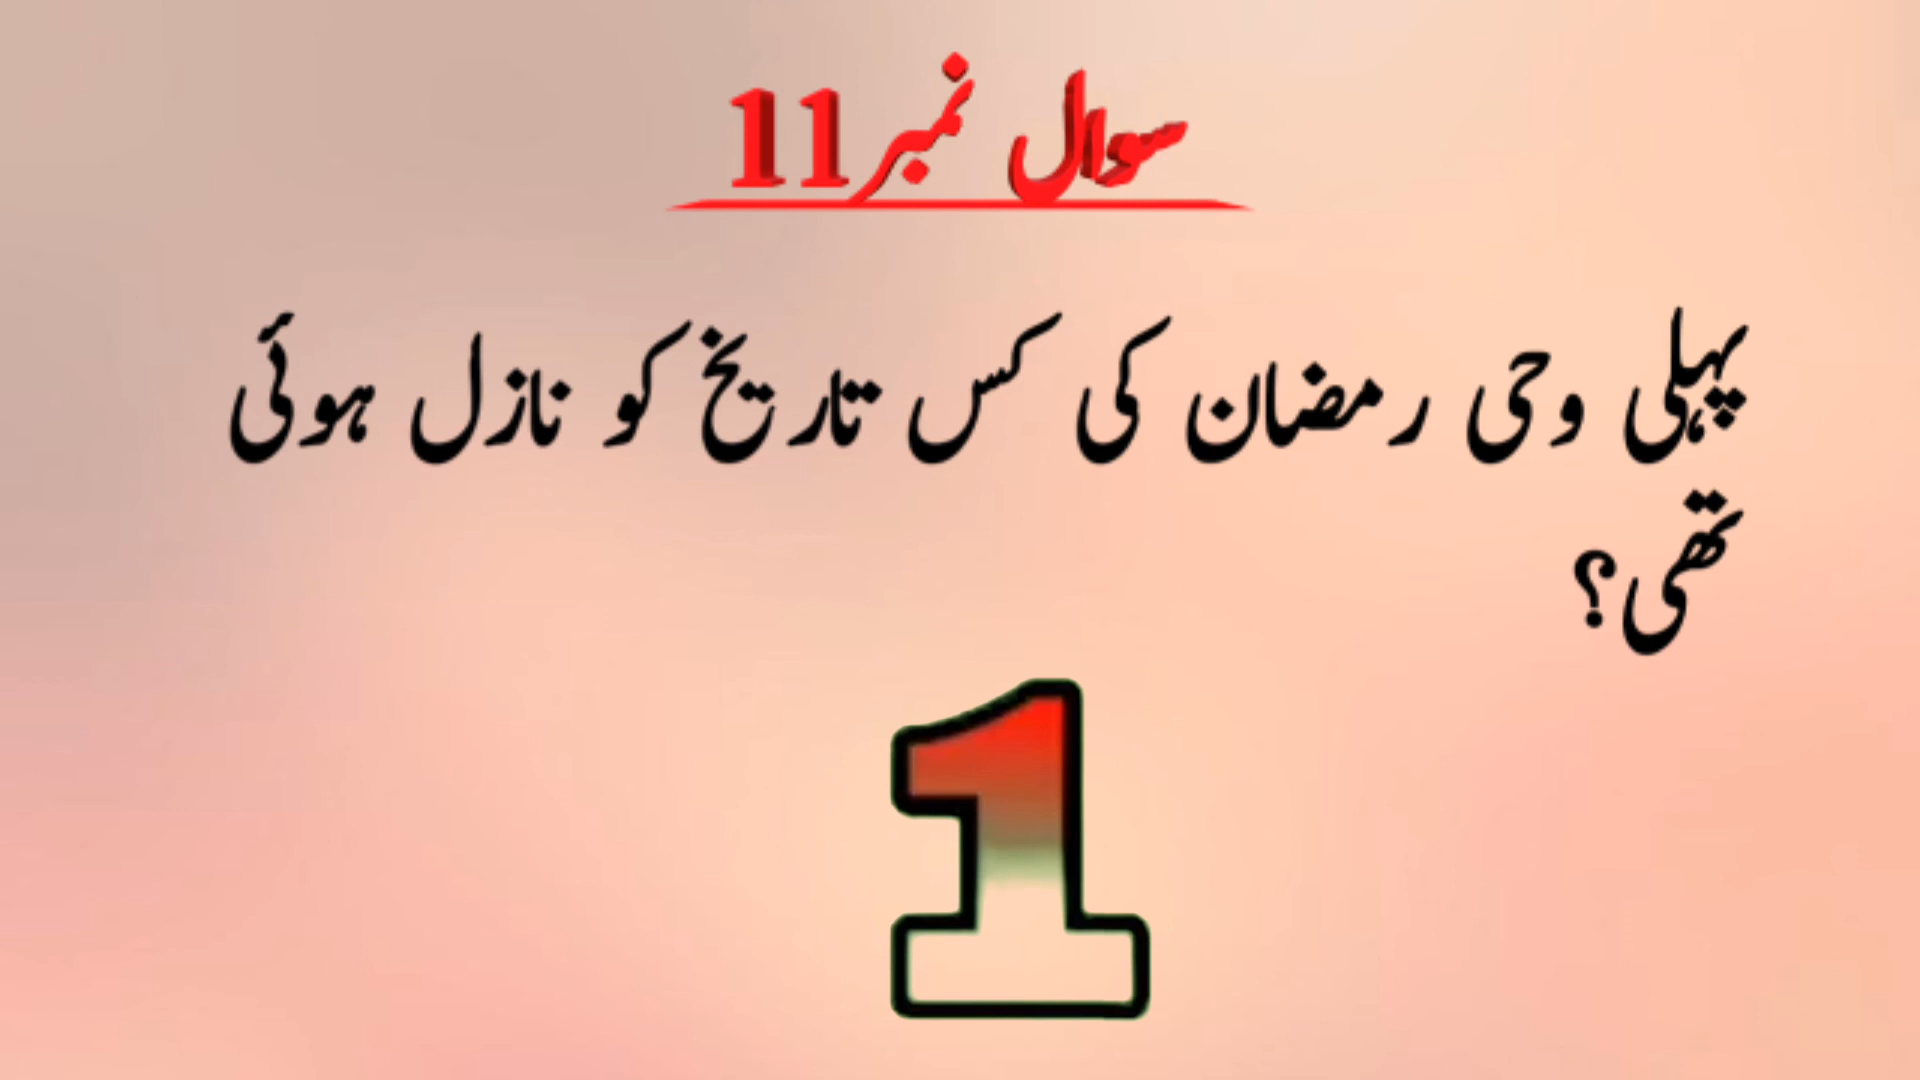 سوال نمبر11
پہلی وحی رمضان کی کس تاریخ کو نازل ہوئی
تھی؟
1